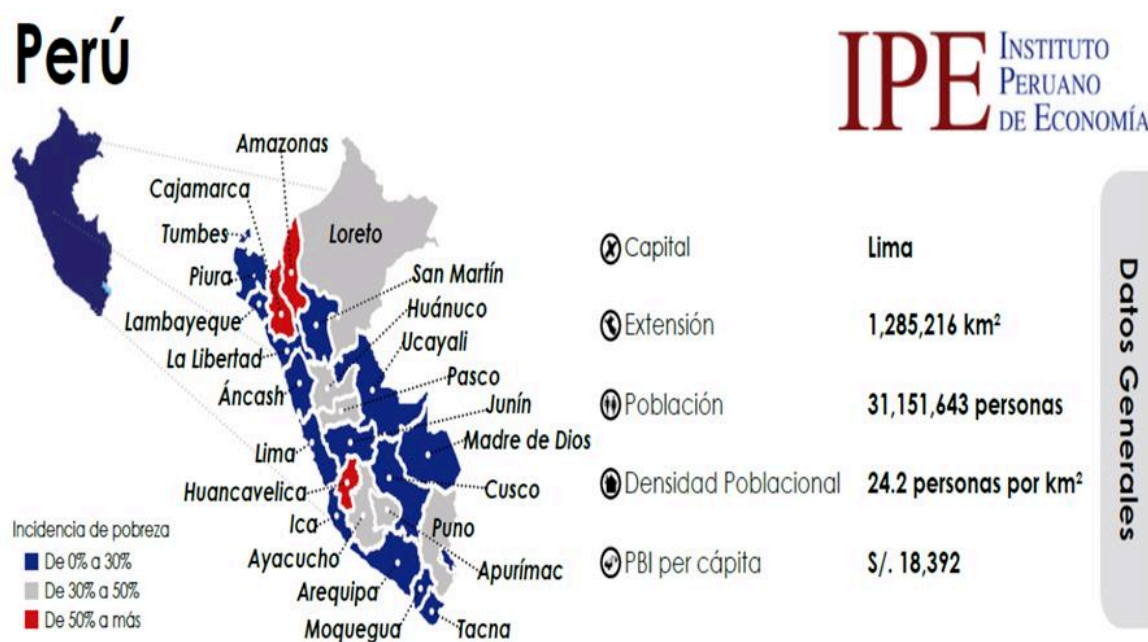 Perú
IPE
INSTITUTO
PERUANO
DE ECONOMÍA
Amazonas
Cajamarca
Tumbes
Loreto
Piura
San Martín
Lambayeque
Huánuco
La Libertad
Ucayali
Áncash
Pasco
Junín
Lima
Madre de Dios
Huancavelica
Cusco
Ica
Puno
Ayacucho
Apurímac
Arequipa
Moquegua
Tacna
Incidencia de pobreza
De 0% a 30%
De 30% a 50%
De 50% a más
Capital Lima
Extensión 1,285,216 km²
Población 31,151,643 personas
Densidad Poblacional 24.2 personas por km²
PBI per cápita S/. 18,392
Datos Generales